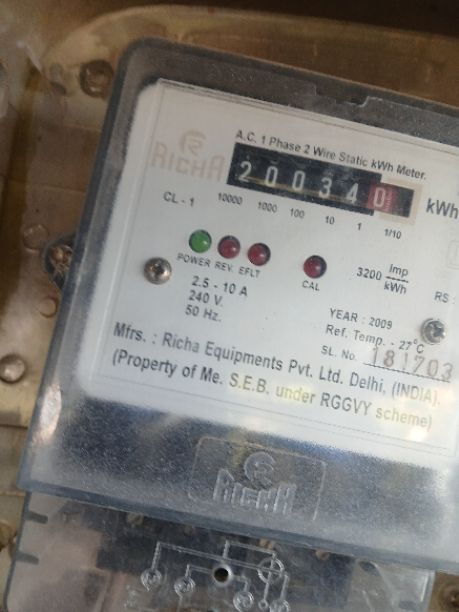 A.C. 1 Phase 2 Wire Static kWh Meter.
RICHA
200340
kWh
CL - 1
10000 1000 100 10 1 1/10
POWER REV. EFLT
CAL
3200 Imp/kWh
RS :
2.5 - 10 A
240 V.
50 Hz.
YEAR : 2009
Ref. Temp. - 27°C
SL. No. 181703
Mfrs. : Richa Equipments Pvt. Ltd. Delhi, (INDIA).
(Property of Me. S.E.B. under RGGVY scheme)
RICHA